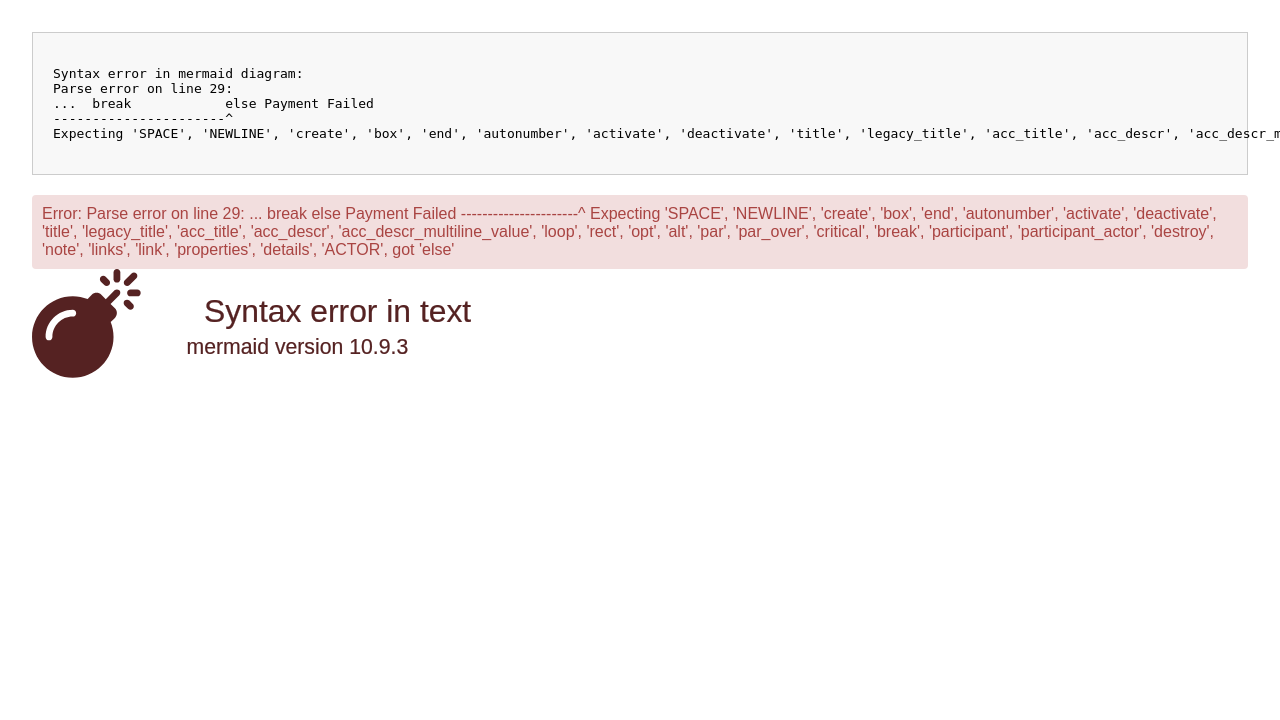 Syntax error in mermaid diagram:
Parse error on line 29:
...  break            else Payment Failed
----------------------^
Expecting 'SPACE', 'NEWLINE', 'create', 'box', 'end', 'autonumber', 'activate', 'deactivate', 'title', 'legacy_title', 'acc_title', 'acc_descr', 'acc_descr_m
Error: Parse error on line 29: ... break else Payment Failed ----------------------^ Expecting 'SPACE', 'NEWLINE', 'create', 'box', 'end', 'autonumber', 'activate', 'deactivate',
'title', 'legacy_title', 'acc_title', 'acc_descr', 'acc_descr_multiline_value', 'loop', 'rect', 'opt', 'alt', 'par', 'par_over', 'critical', 'break', 'participant', 'participant_actor', 'destroy',
'note', 'links', 'link', 'properties', 'details', 'ACTOR', got 'else'
Syntax error in text
mermaid version 10.9.3